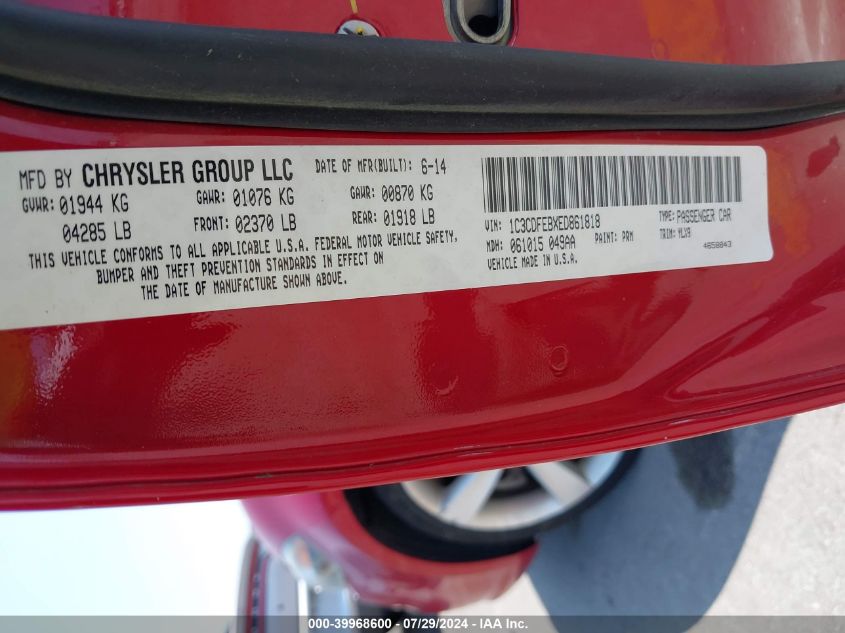 MFD BY CHRYSLER GROUP LLC DATE OF MFR(BUILT): 6-14
GVWR: 01944 KG GAWR: 01076 KG GAWR: 00870 KG
04285 LB FRONT: 02370 LB REAR: 01918 LB
THIS VEHICLE CONFORMS TO ALL APPLICABLE U.S.A. FEDERAL MOTOR VEHICLE SAFETY,
BUMPER AND THEFT PREVENTION STANDARDS IN EFFECT ON
THE DATE OF MANUFACTURE SHOWN ABOVE.
VIN: 1C3CDFEBXED861818 TYPE: PASSENGER CAR
MDH: 061015 049AA PAINT: PRM TRIM: VLX9
VEHICLE MADE IN U.S.A. 4658843
000-39968600 / 07/29/2024 / IAA Inc.